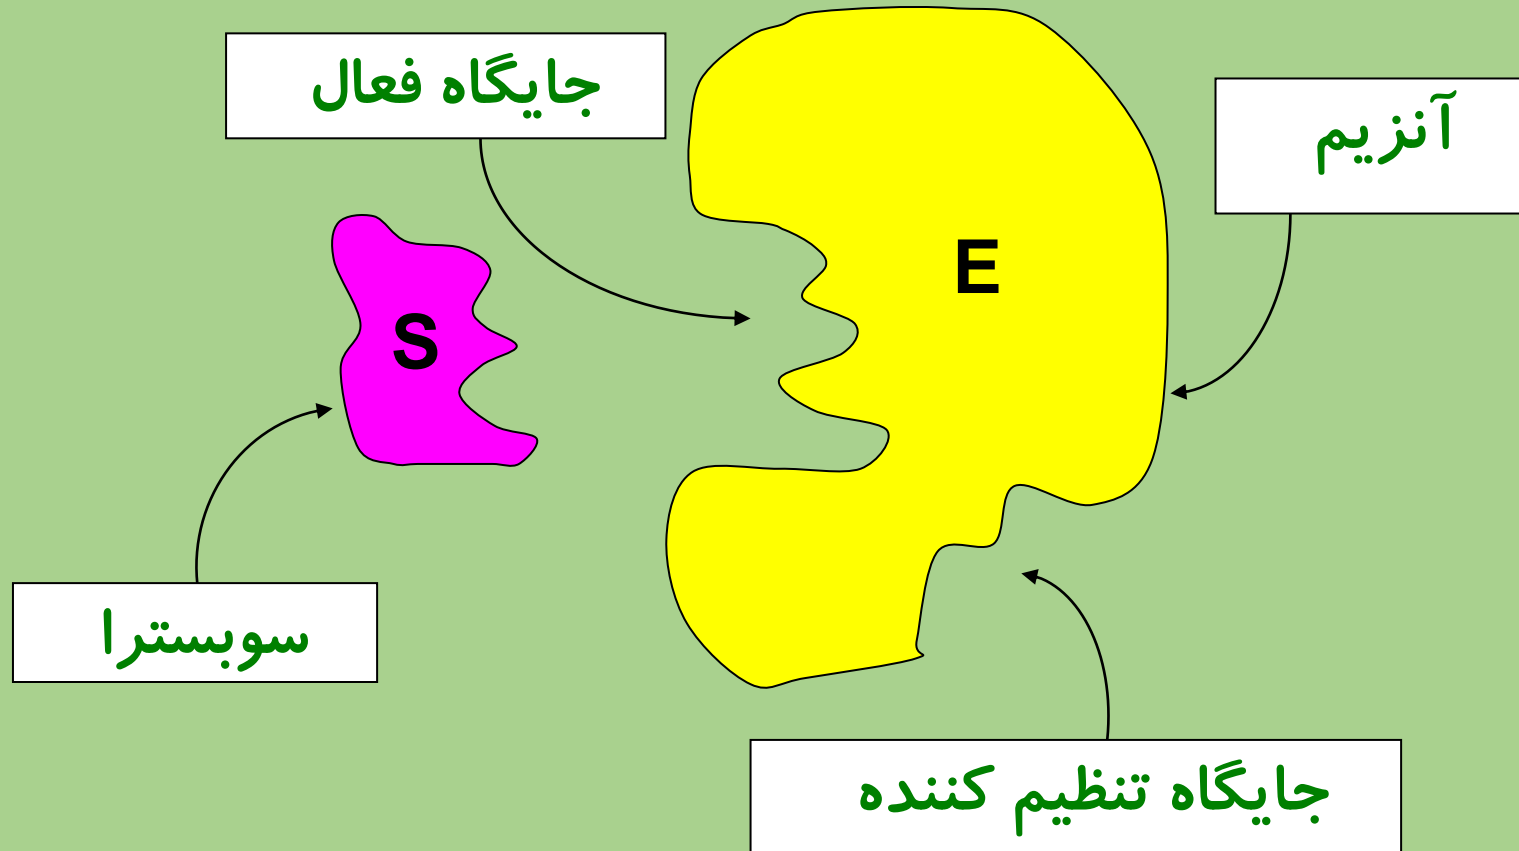 جایگاه فعال
آنزیم
E
S
سوبسترا
جایگاه تنظیم کننده